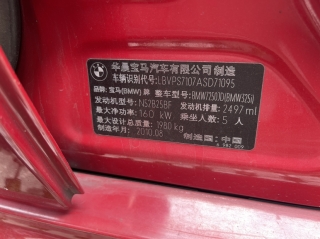 华晨宝马汽车有限公司 制造
车辆识别代号: LBVPS7107ASD71095
品牌: 宝马(BMW)牌 整车型号: BMW7250JD(BMW325i)
发动机型号: N52B25BF 发动机排量: 2497 ml
最大净功率: 160 kW 乘坐人数: 5 人
最大设计总质量: 1980 kg
制造年月: 2010.08 制造国: 中国